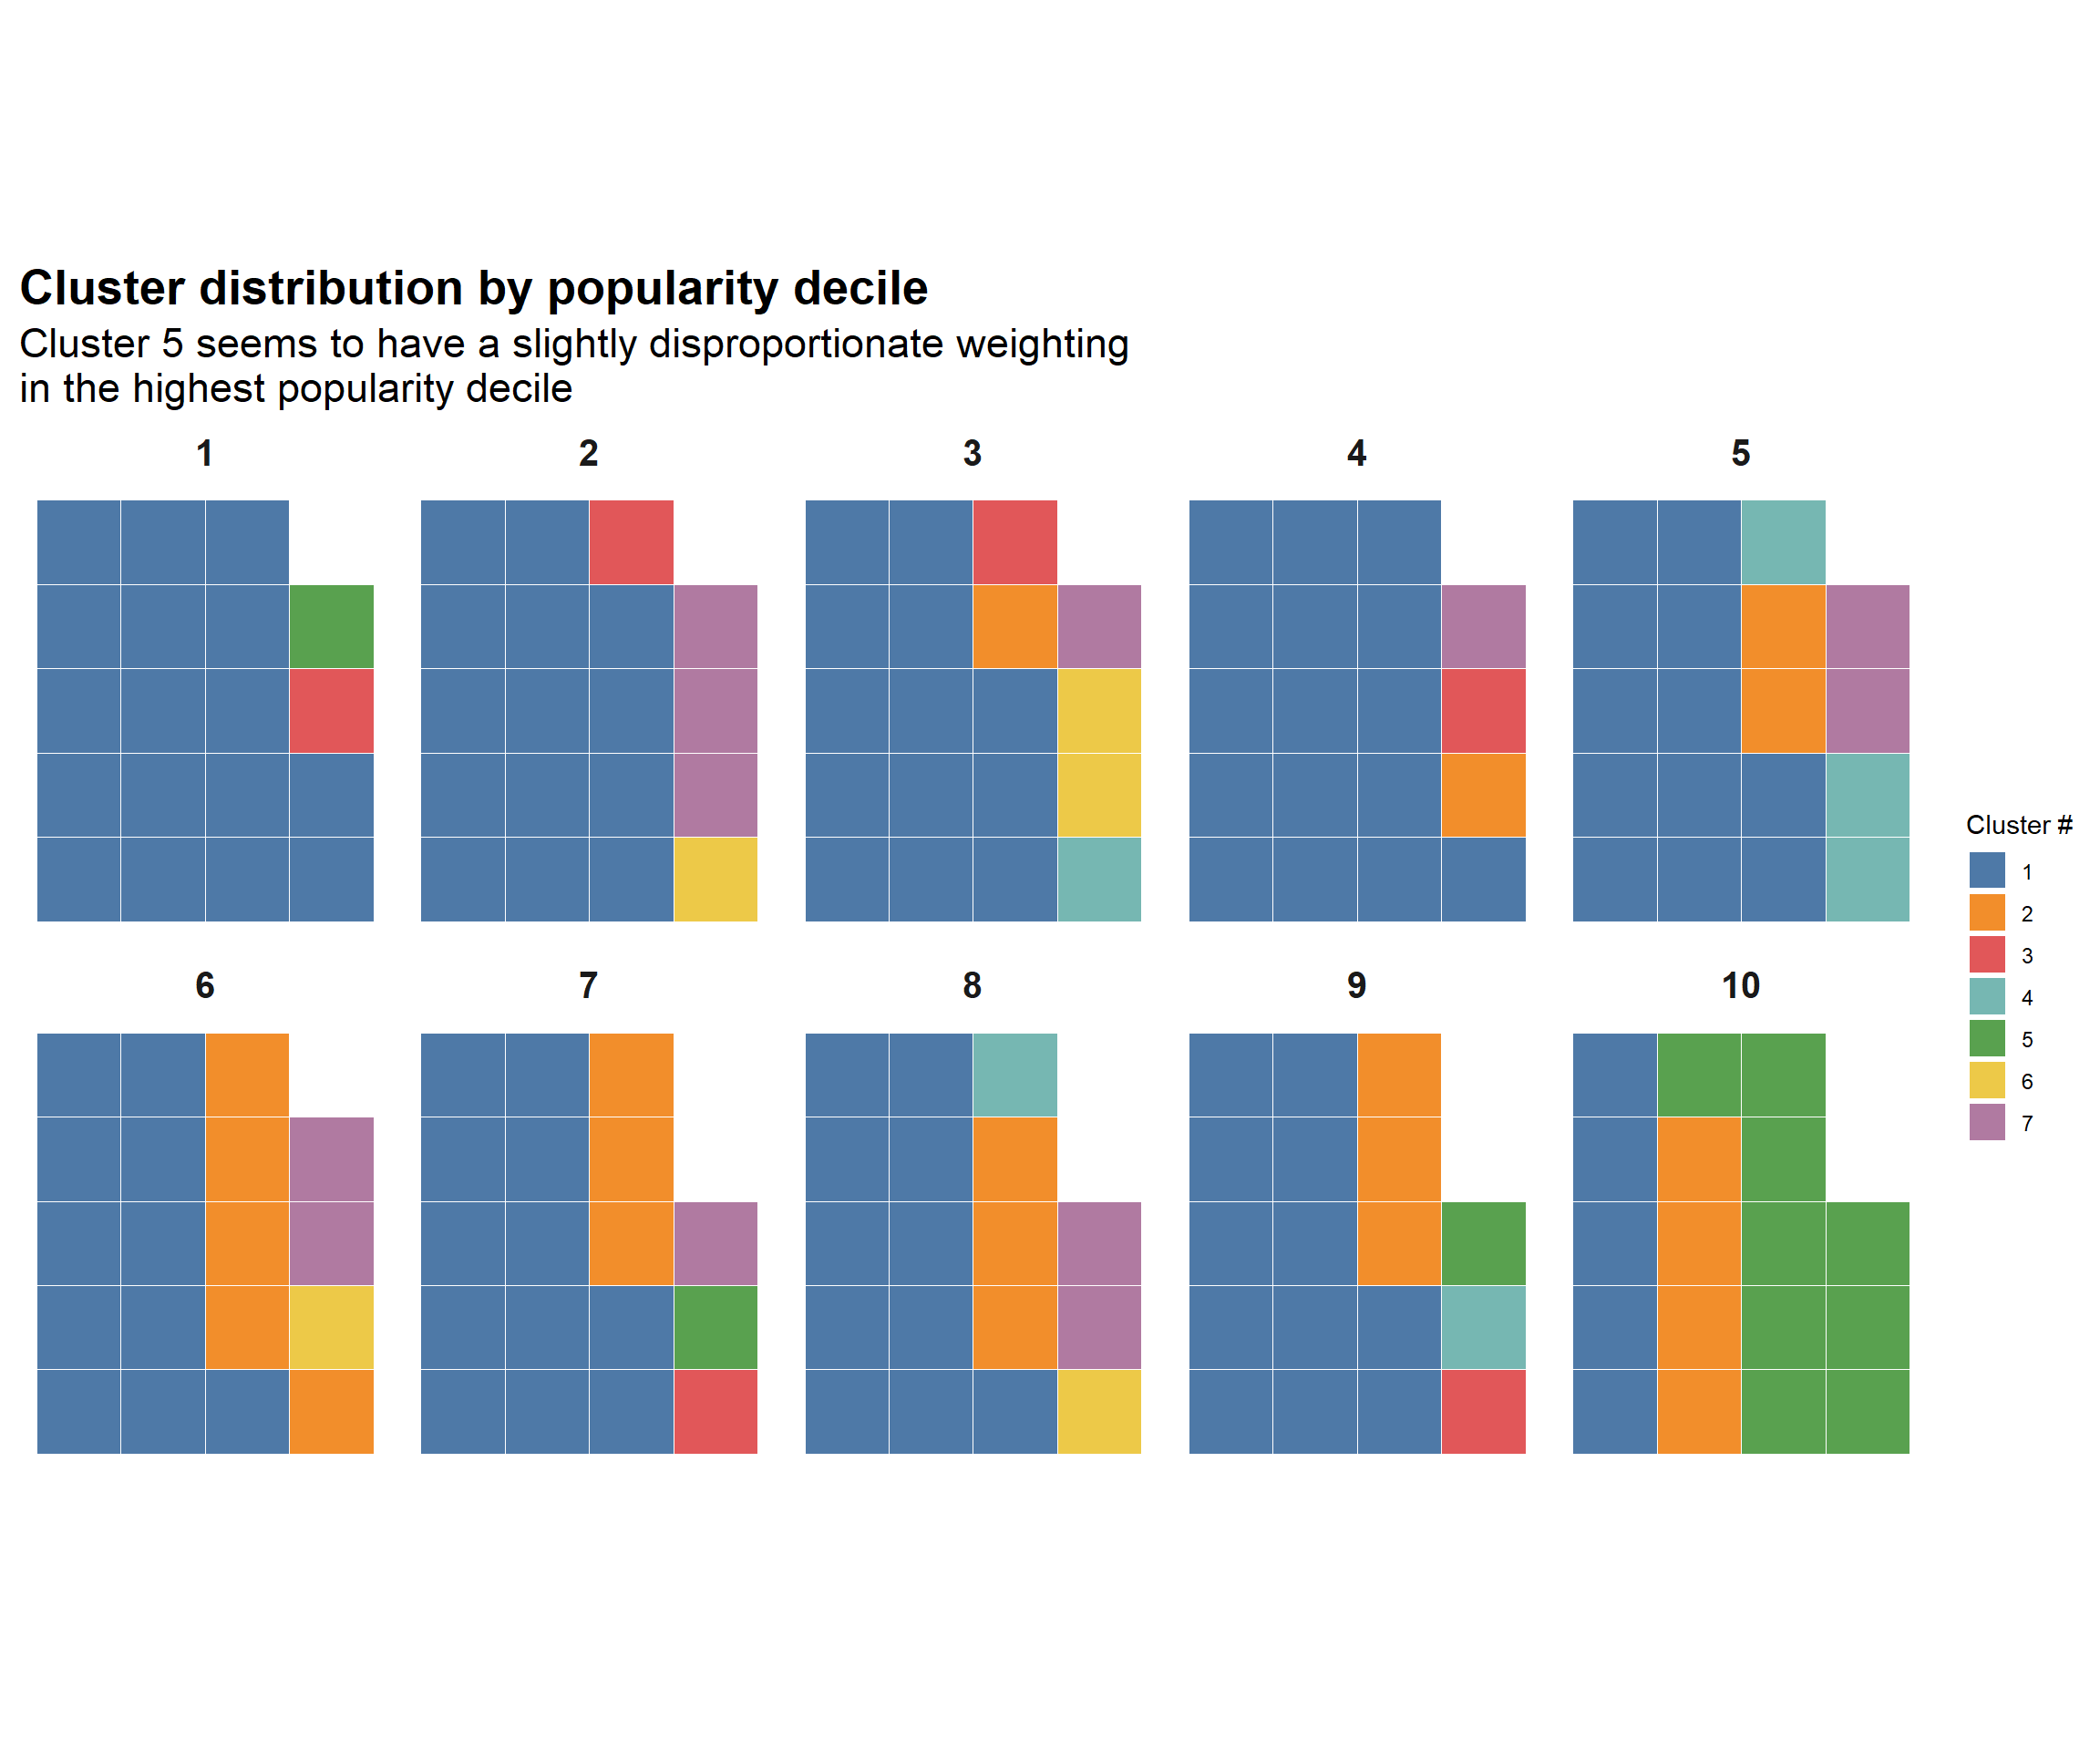 Cluster distribution by popularity decile
Cluster 5 seems to have a slightly disproportionate weighting
in the highest popularity decile
1 2 3 4 5
6 7 8 9 10
Cluster #
1
2
3
4
5
6
7